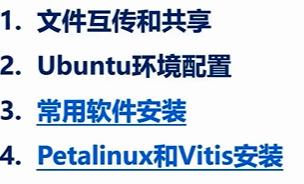 1. 文件互传和共享
2. Ubuntu环境配置
3. 常用软件安装
4. Petalinux和Vitis安装